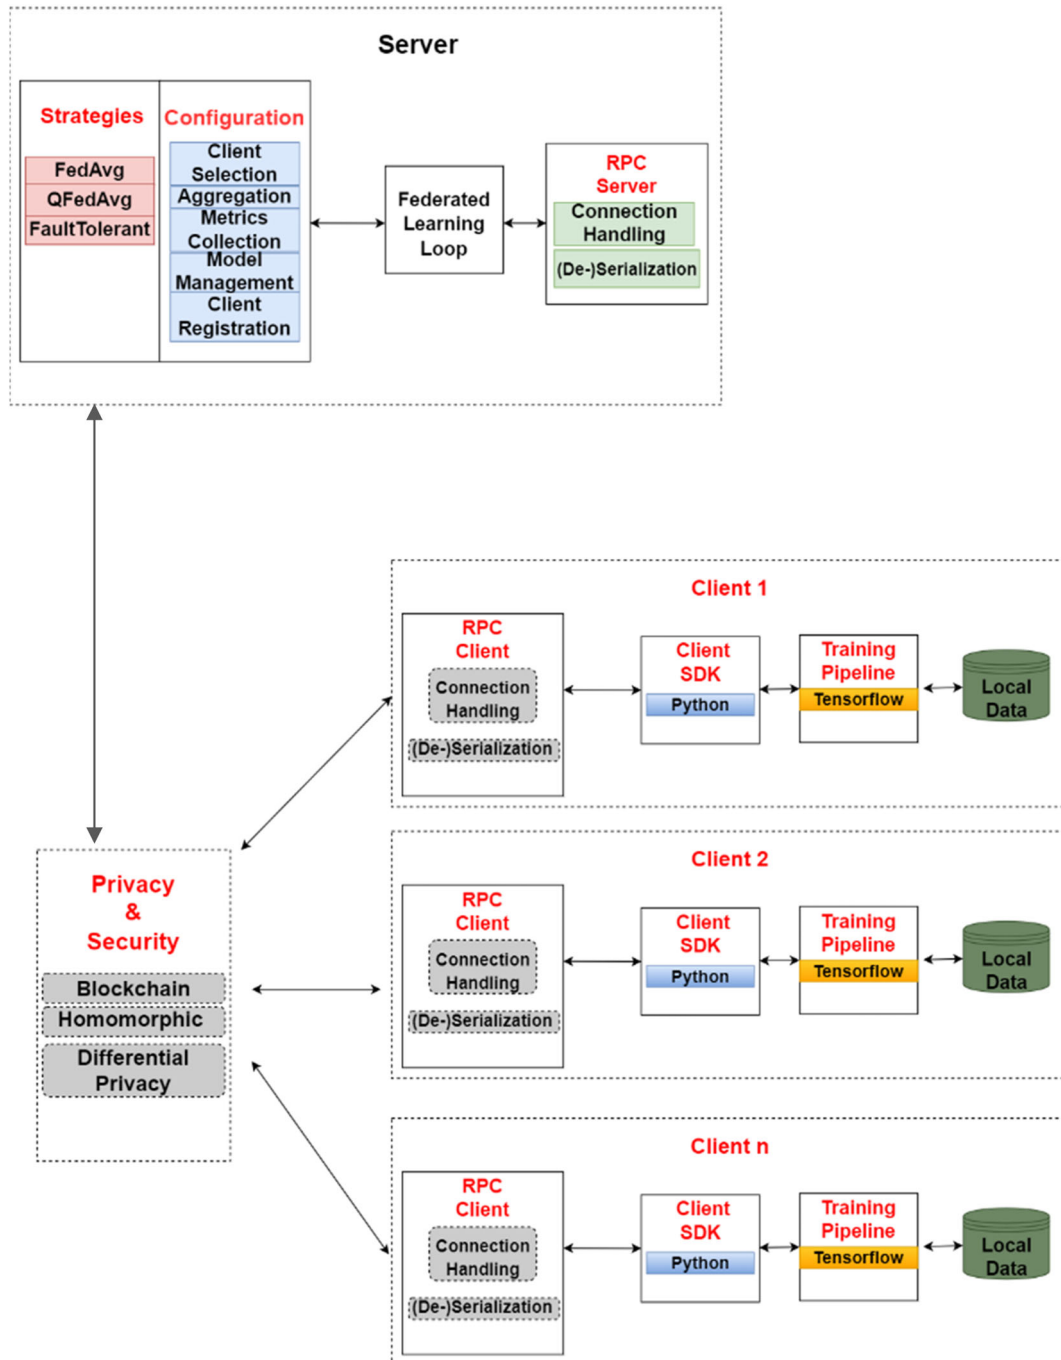 Server
Strategies
FedAvg
QFedAvg
FaultTolerant
Configuration
Client
Selection
Aggregation
Metrics
Collection
Model
Management
Client
Registration
Federated
Learning
Loop
RPC
Server
Connection
Handling
(De-)Serialization
Privacy
&
Security
Blockchain
Homomorphic
Differential
Privacy
Client 1
RPC
Client
Connection
Handling
(De-)Serialization
Client
SDK
Python
Training
Pipeline
Tensorflow
Local
Data
Client 2
RPC
Client
Connection
Handling
(De-)Serialization
Client
SDK
Python
Training
Pipeline
Tensorflow
Local
Data
Client n
RPC
Client
Connection
Handling
(De-)Serialization
Client
SDK
Python
Training
Pipeline
Tensorflow
Local
Data